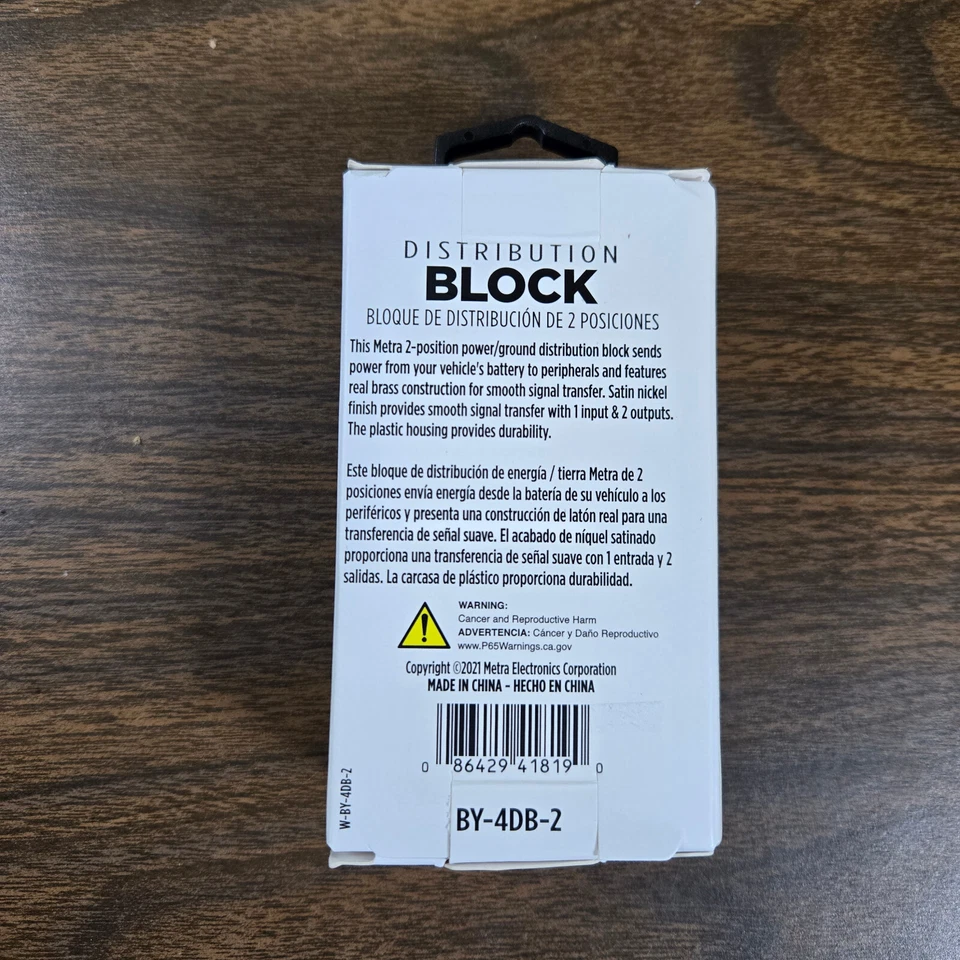 DISTRIBUTION
BLOCK
BLOQUE DE DISTRIBUCIÓN DE 2 POSICIONES
This Metra 2-position power/ground distribution block sends
power from your vehicle's battery to peripherals and features
real brass construction for smooth signal transfer. Satin nickel
finish provides smooth signal transfer with 1 input & 2 outputs.
The plastic housing provides durability.
Este bloque de distribución de energía / tierra Metra de 2
posiciones envía energía desde la batería de su vehículo a los
periféricos y presenta una construcción de latón real para una
transferencia de señal suave. El acabado de níquel satinado
proporciona una transferencia de señal suave con 1 entrada y 2
salidas. La carcasa de plástico proporciona durabilidad.
WARNING:
Cancer and Reproductive Harm
ADVERTENCIA: Cáncer y Daño Reproductivo
www.P65Warnings.ca.gov
Copyright ©2021 Metra Electronics Corporation
MADE IN CHINA - HECHO EN CHINA
0 86429 41819 0
W-BY-4DB-2
BY-4DB-2